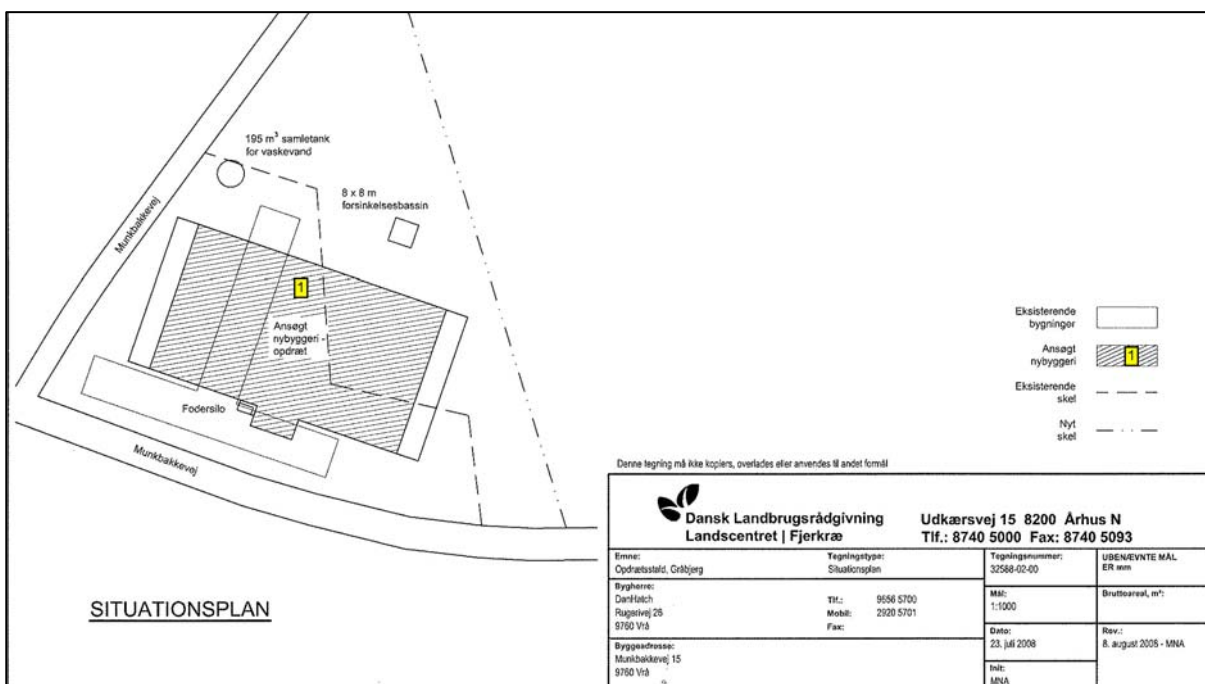 195 m³ samletank
for vaskevand
8 x 8 m
forsinkelsesbassin
Munkbakkevej
1
Ansøgt
nybyggeri -
opdræt
Fodersilo
Munkbakkevej
SITUATIONSPLAN
Eksisterende
bygninger
Ansøgt
nybyggeri
1
Eksisterende
skel
Nyt
skel
Denne tegning må ikke kopiers, overlades eller anvendes til andet formål
Dansk Landbrugsrådgivning
Landscentret | Fjerkræ
Udkærsvej 15 8200 Århus N
Tlf.: 8740 5000 Fax: 8740 5093
Emne:
Opdrætsstald, Gråbjerg
Tegningstype:
Situationsplan
Tegningsnummer:
32588-02-00
UBENÆVNTE MÅL
ER mm
Bygherre:
DanHatch
Rugerivej 26
9760 Vrå
Tlf.: 9656 5700
Mobil: 2920 5701
Fax:
Mål:
1:1000
Bruttoareal, m²:
Byggeadresse:
Munkbakkevej 15
9760 Vrå
Dato:
23. juli 2008
Rev.:
8. august 2008 - MNA
Init:
MNA